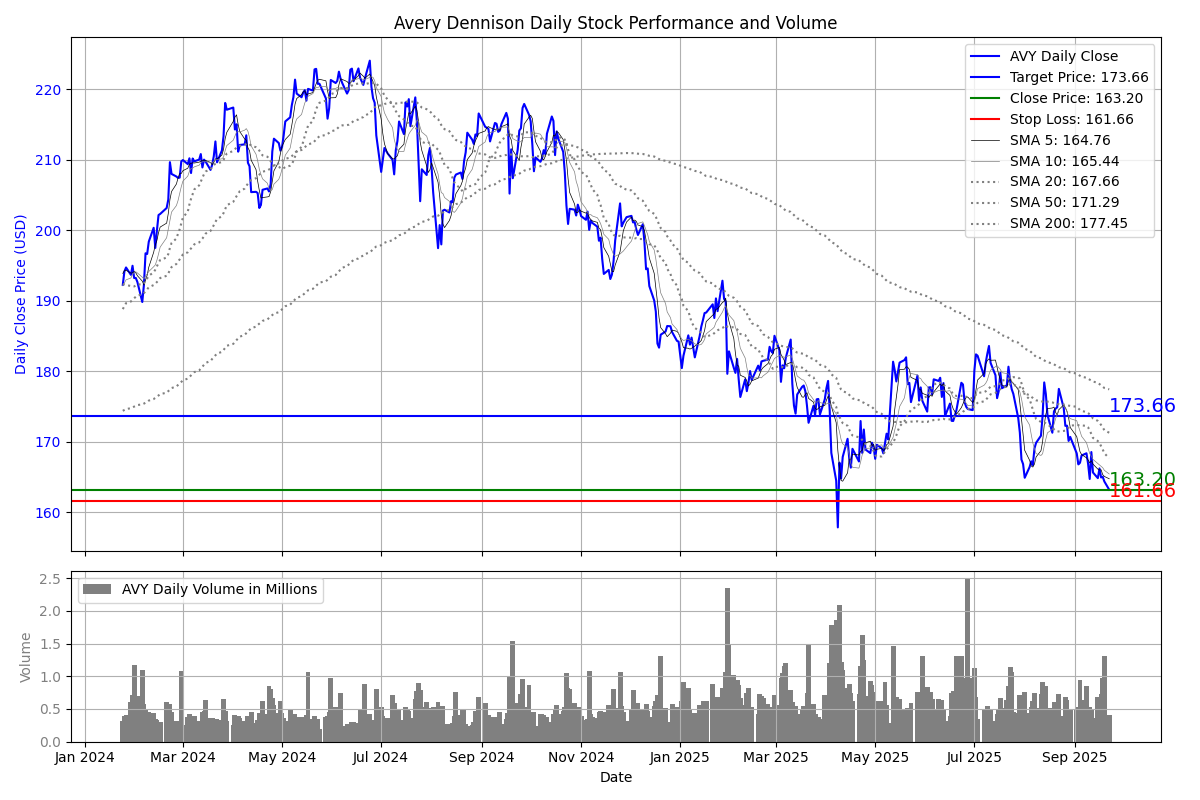 Avery Dennison Daily Stock Performance and Volume
Daily Close Price (USD)
220
210
200
190
180
170
160
AVY Daily Close
Target Price: 173.66
Close Price: 163.20
Stop Loss: 161.66
SMA 5: 164.76
SMA 10: 165.44
SMA 20: 167.66
SMA 50: 171.29
SMA 200: 177.45
173.66
163.20
161.66
Volume
2.5
2.0
1.5
1.0
0.5
0.0
AVY Daily Volume in Millions
Jan 2024 Mar 2024 May 2024 Jul 2024 Sep 2024 Nov 2024 Jan 2025 Mar 2025 May 2025 Jul 2025 Sep 2025
Date